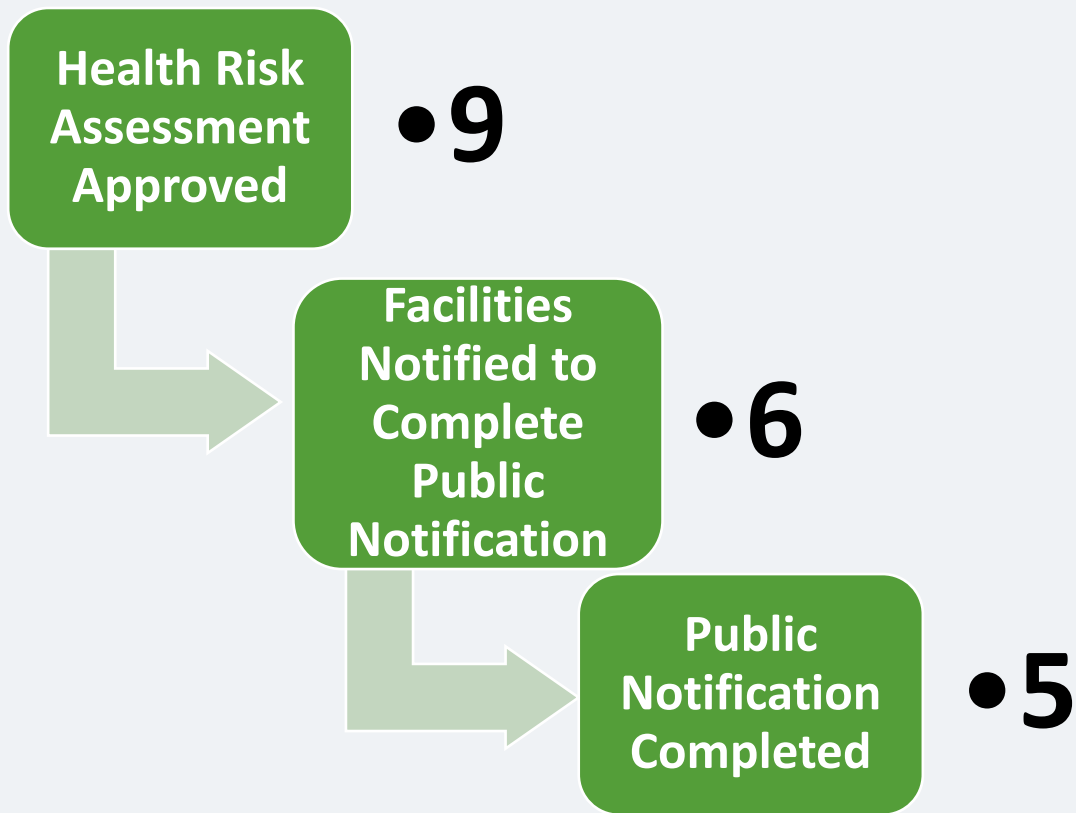 Health Risk
Assessment
Approved
•9
Facilities
Notified to
Complete
Public
Notification
•6
Public
Notification
Completed
•5